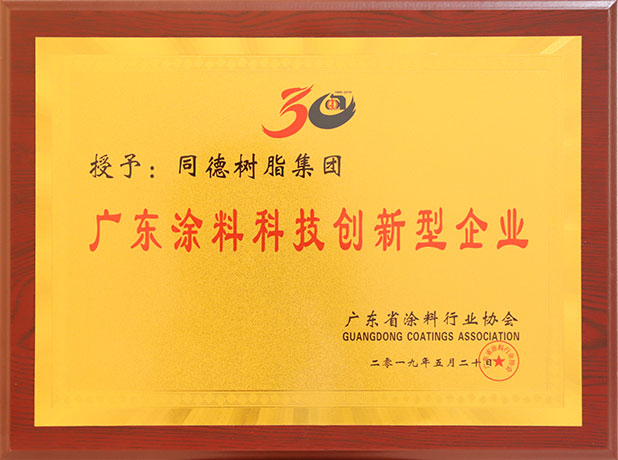 30
授予：同德树脂集团
广东涂料科技创新型企业
广东省涂料行业协会
GUANGDONG COATINGS ASSOCIATION
二零一九年五月二十日